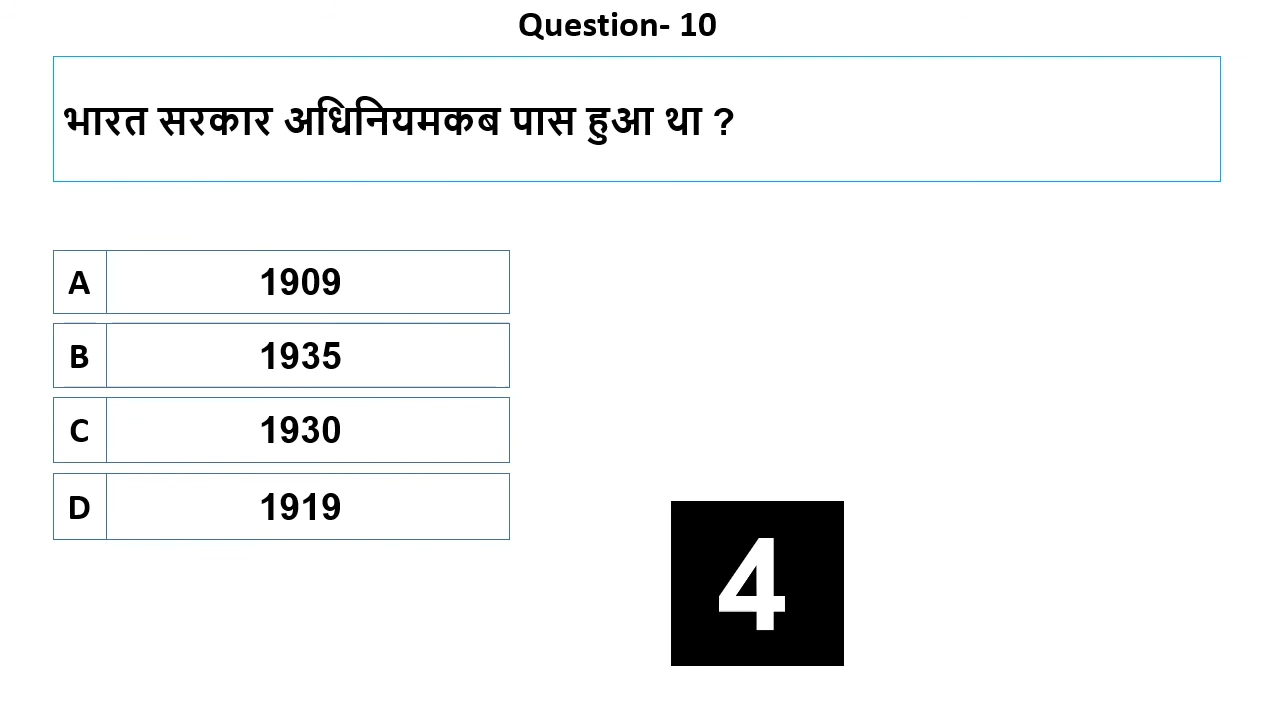 Question- 10
भारत सरकार अधिनियमकब पास हुआ था ?
A 1909
B 1935
C 1930
D 1919
4